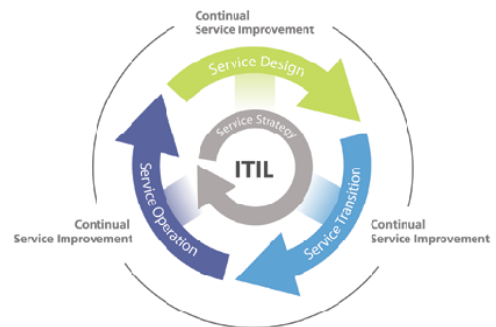 Continual
Service Improvement
Service Design
Service Strategy
ITIL
Service Operation
Service Transition
Continual
Service Improvement
Continual
Service Improvement